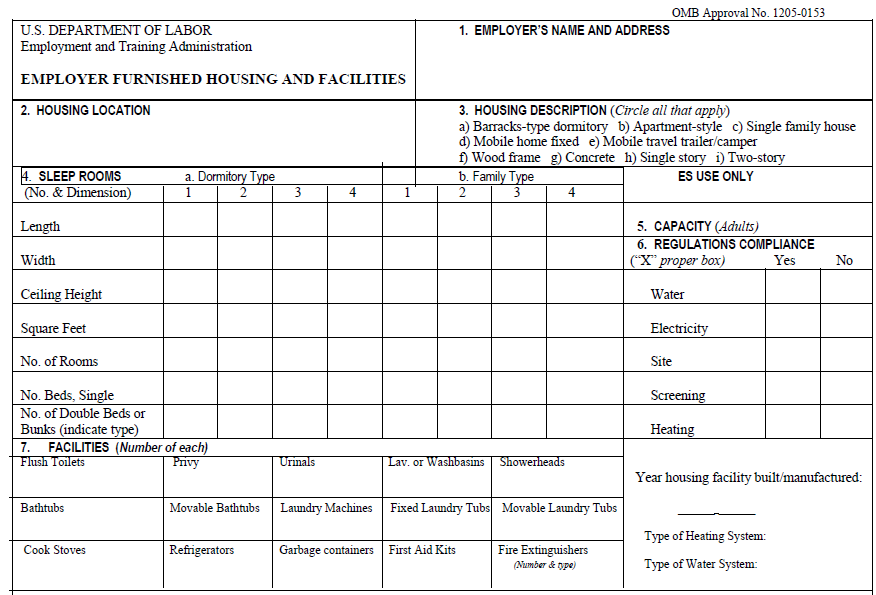 OMB Approval No. 1205-0153
U.S. DEPARTMENT OF LABOR
Employment and Training Administration
EMPLOYER FURNISHED HOUSING AND FACILITIES
1. EMPLOYER'S NAME AND ADDRESS
2. HOUSING LOCATION
3. HOUSING DESCRIPTION (Circle all that apply)
a) Barracks-type dormitory b) Apartment-style c) Single family house
d) Mobile home fixed e) Mobile travel trailer/camper
f) Wood frame g) Concrete h) Single story i) Two-story
4. SLEEP ROOMS a. Dormitory Type b. Family Type ES USE ONLY
(No. & Dimension) 1 2 3 4 1 2 3 4
Length 5. CAPACITY (Adults)
6. REGULATIONS COMPLIANCE
Width ("X" proper box) Yes No
Ceiling Height Water
Square Feet Electricity
No. of Rooms Site
No. Beds, Single Screening
No. of Double Beds or
Bunks (indicate type) Heating
7. FACILITIES (Number of each)
Flush Toilets Privy Urinals Lav. or Washbasins Showerheads
Year housing facility built/manufactured:
Bathtubs Movable Bathtubs Laundry Machines Fixed Laundry Tubs Movable Laundry Tubs
Type of Heating System:
Cook Stoves Refrigerators Garbage containers First Aid Kits Fire Extinguishers
(Number & type)
Type of Water System: